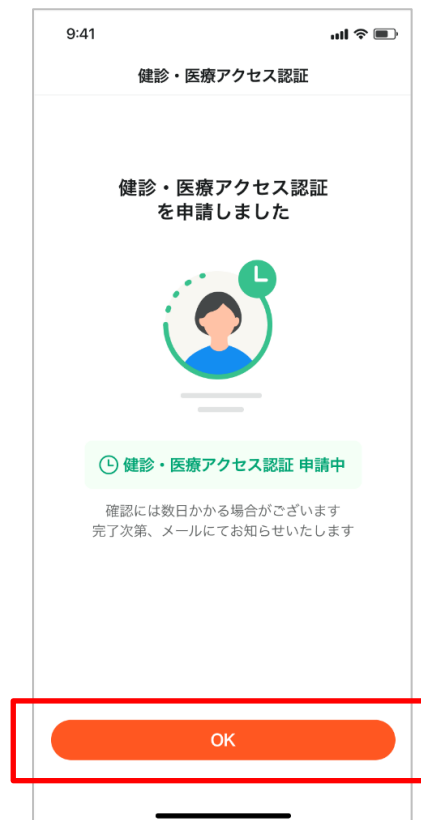 9:41
健診・医療アクセス認証
健診・医療アクセス認証
を申請しました
健診・医療アクセス認証 申請中
確認には数日かかる場合がございます
完了次第、メールにてお知らせいたします
OK